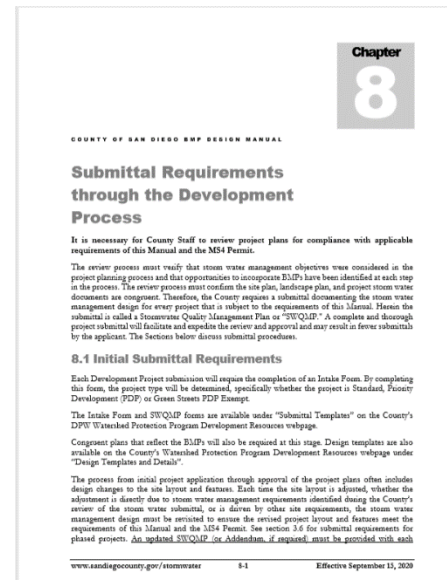 Chapter
8
COUNTY OF SAN DIEGO BMP DESIGN MANUAL
Submittal Requirements
through the Development
Process
It is necessary for County Staff to review project plans for compliance with applicable
requirements of this Manual and the MS4 Permit.
The review process must verify that storm water management objectives were considered in the
project planning process and that opportunities to incorporate BMPs have been identified at each step
in the process. The review process must confirm the site plan, landscape plan, and project storm water
documents are congruent. Therefore, the County requires a submittal documenting the storm water
management design for every project that is subject to the requirements of this Manual. Herein the
submittal is called a Stormwater Quality Management Plan or “SWQMP.” A complete and thorough
project submittal will facilitate and expedite the review and approval and may result in fewer submittals
by the applicant. The Sections below discuss submittal procedures.
8.1 Initial Submittal Requirements
Each Development Project submission will require the completion of an Intake Form. By completing
this form, the project type will be determined, specifically whether the project is Standard, Priority
Development (PDP) or Green Streets PDP Exempt.
The Intake Form and SWQMP forms are available under “Submittal Templates” on the County’s
DPW Watershed Protection Program Development Resources webpage.
Congruent plans that reflect the BMPs will also be required at this stage. Design templates are also
available on the County’s Watershed Protection Program Development Resources webpage under
“Design Templates and Details”.
The process from initial project application through approval of the project plans often includes
design changes to the site layout and features. Each time the site layout is adjusted, whether the
adjustment is directly due to storm water management requirements identified during the County’s
review of the storm water submittal, or is driven by other site requirements, the storm water
management design must be revisited to ensure the revised project layout and features meet the
requirements of this Manual and the MS4 Permit. See section 3.6 for submittal requirements for
phased projects. An updated SWQMP (or Addendum, if required) must be provided with each
www.sandiegocounty.gov/stormwater 8-1 Effective September 15, 2020